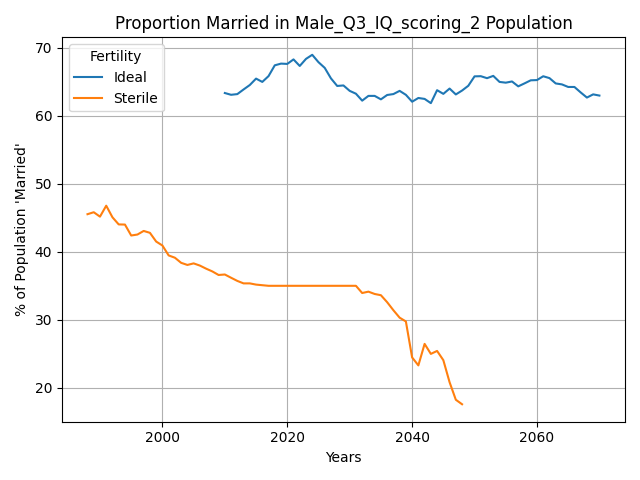 Proportion Married in Male_Q3_IQ_scoring_2 Population
Fertility
Ideal
Sterile
% of Population 'Married'
70
60
50
40
30
20
2000
2020
2040
2060
Years